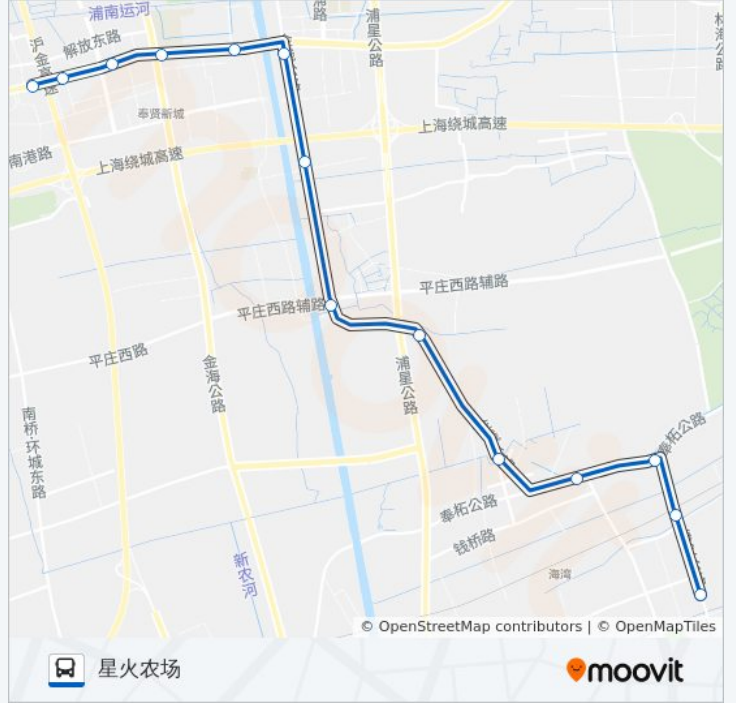 浦南运河
解放东路
沪金高速
浦星公路
奉贤新城
上海绕城高速
南港路
上海绕城高速
平庄西路辅路
平庄西路辅路
平庄西路
金海公路
浦星公路
南桥·环城东路
奉柘公路
奉柘公路
钱桥路
新农河
海湾
© OpenStreetMap contributors | © OpenMapTiles
星火农场
moovit